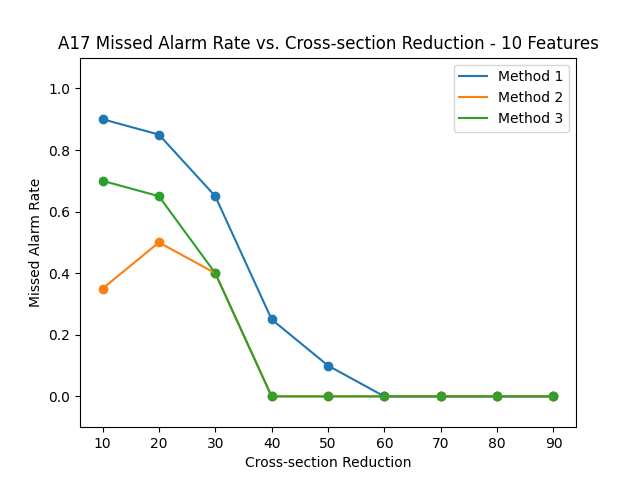 A17 Missed Alarm Rate vs. Cross-section Reduction - 10 Features
Method 1
Method 2
Method 3
Missed Alarm Rate
1.0
0.8
0.6
0.4
0.2
0.0
10 20 30 40 50 60 70 80 90
Cross-section Reduction